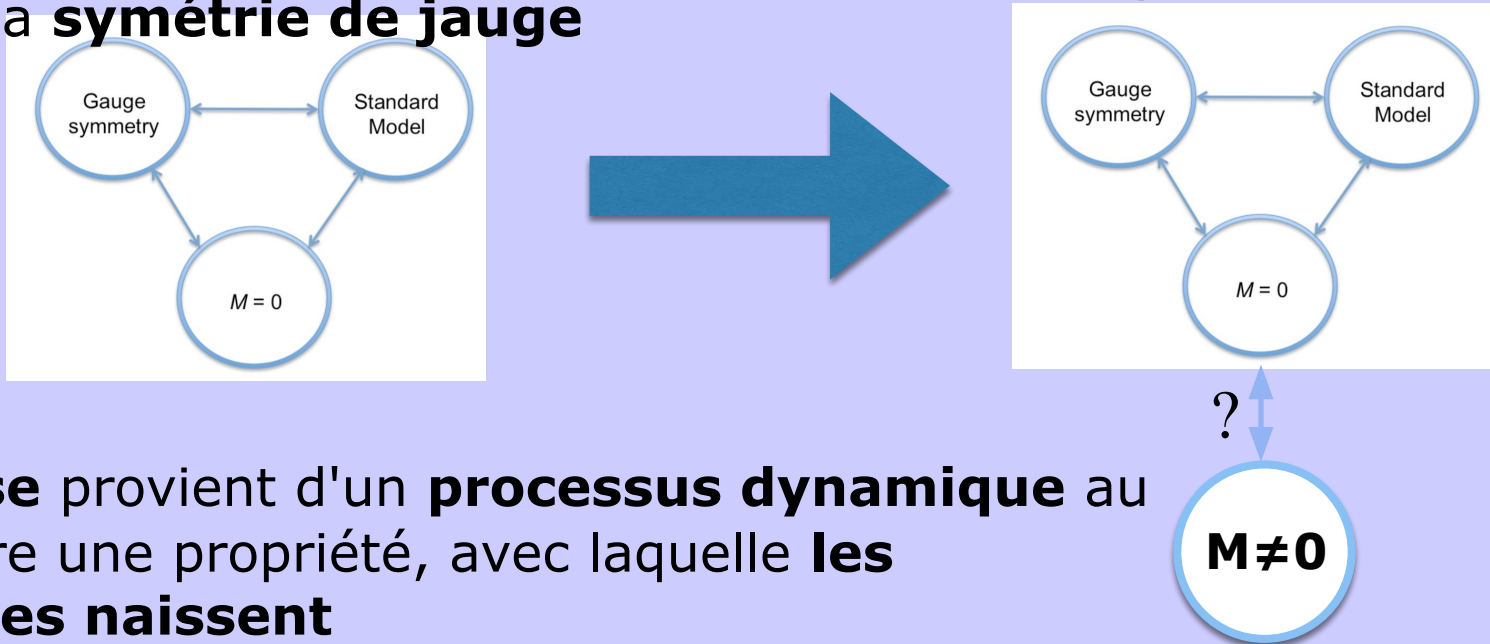 a symétrie de jauge
Gauge
symmetry
Standard
Model
M = 0
Gauge
symmetry
Standard
Model
M = 0
?
se provient d'un processus dynamique au
re une propriété, avec laquelle les
es naissent
M≠0